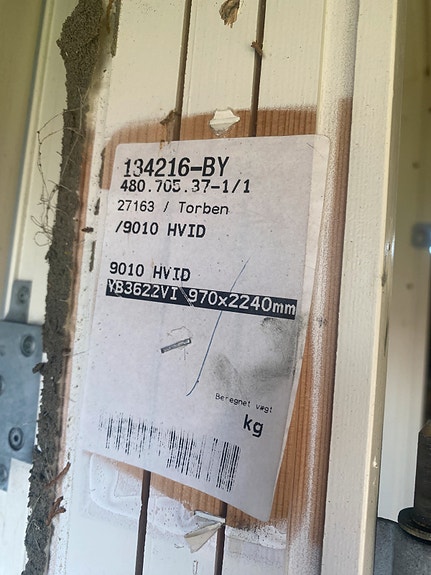 134216-BY
480.705.37-1/1
27163 / Torben
/9010 HVID
9010 HVID
YB3622VI 970x2240mm
Beregnet vægt
kg